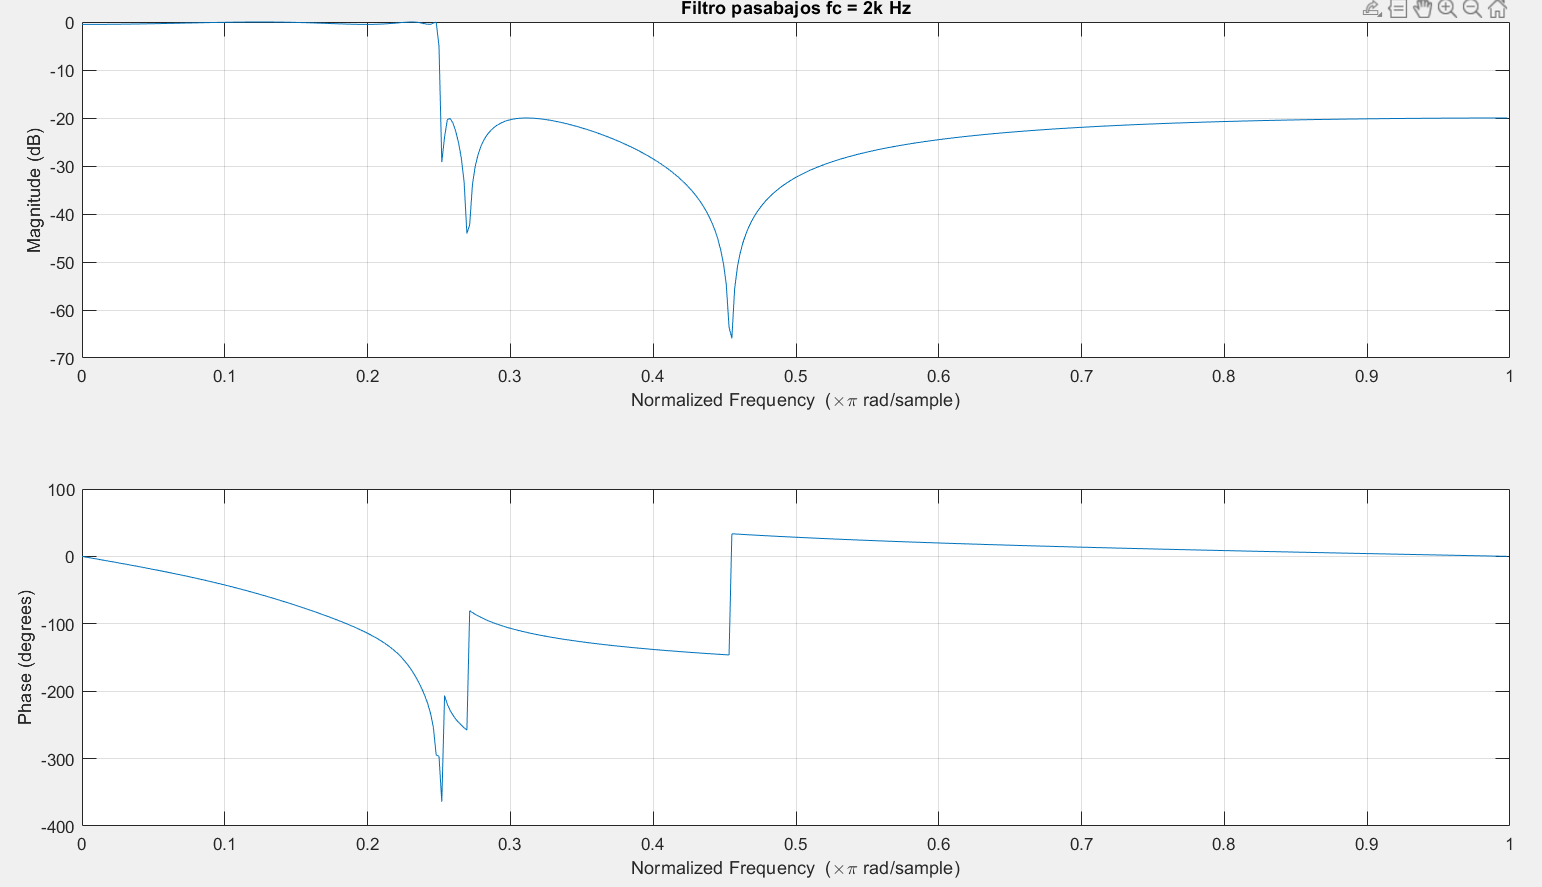 Filtro pasabajos fc = 2k Hz
Magnitude (dB)
0
-10
-20
-30
-40
-50
-60
-70
0 0.1 0.2 0.3 0.4 0.5 0.6 0.7 0.8 0.9 1
Normalized Frequency (×π rad/sample)
Phase (degrees)
100
0
-100
-200
-300
-400
0 0.1 0.2 0.3 0.4 0.5 0.6 0.7 0.8 0.9 1
Normalized Frequency (×π rad/sample)